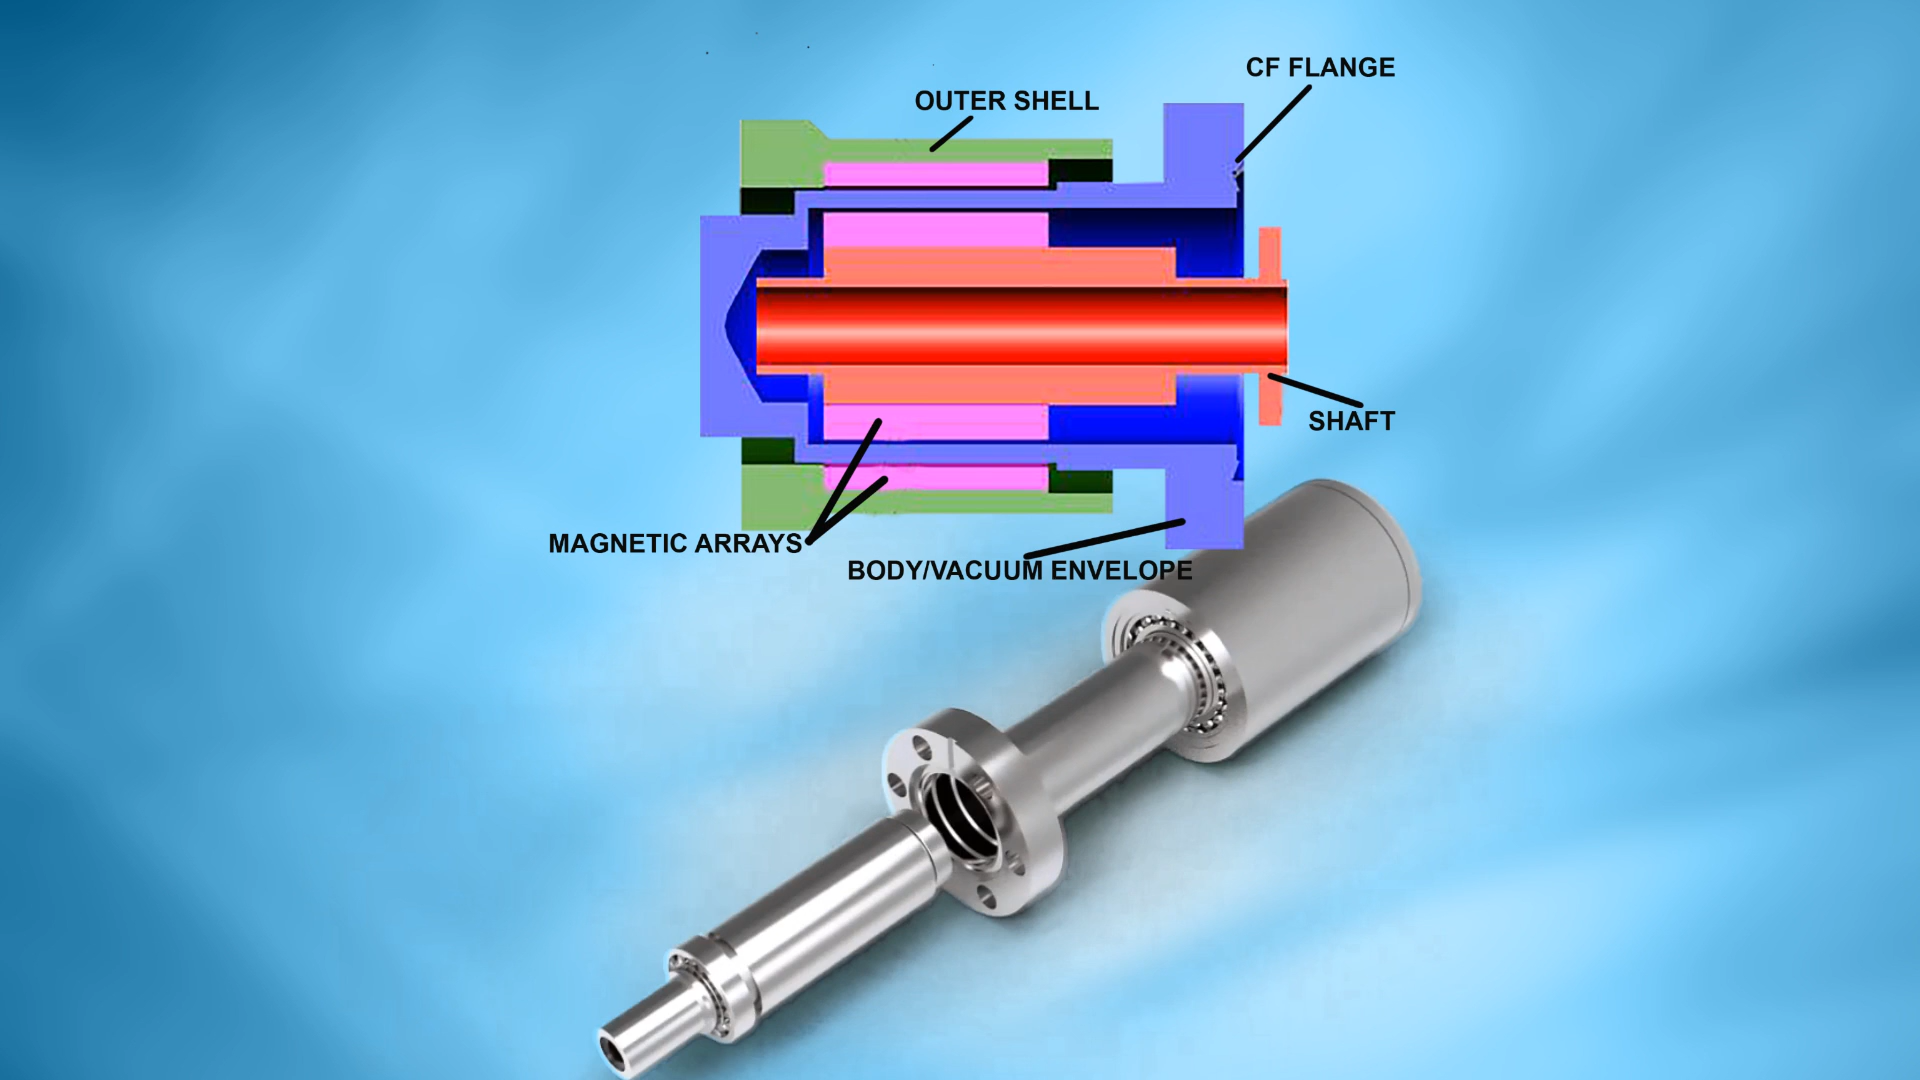 CF FLANGE
OUTER SHELL
SHAFT
MAGNETIC ARRAYS
BODY/VACUUM ENVELOPE